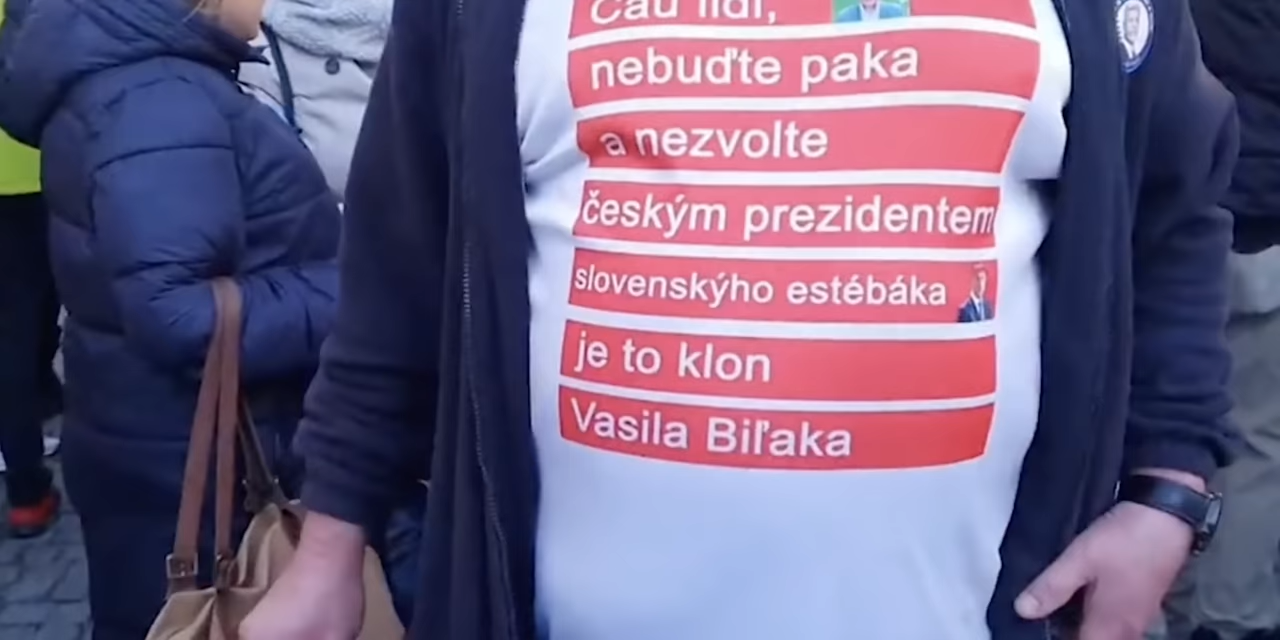 Čau lidi,
nebuďte paka
a nezvolte
českým prezidentem
slovenskýho estébáka
je to klon
Vasila Biľaka